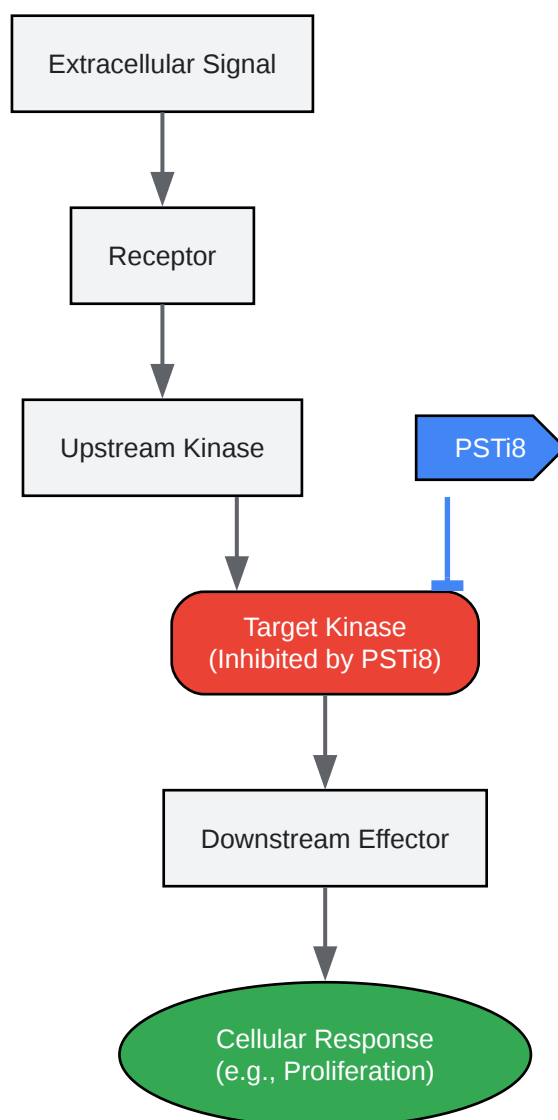 Extracellular Signal
Receptor
Upstream Kinase
PSTi8
Target Kinase
(Inhibited by PSTi8)
Downstream Effector
Cellular Response
(e.g., Proliferation)